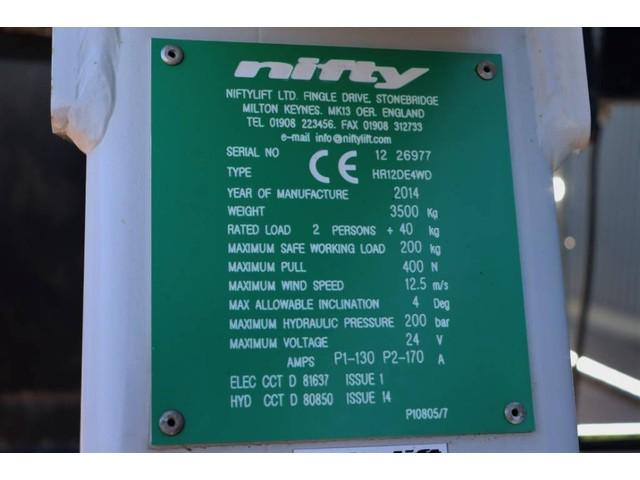 nifty
NIFTYLIFT LTD. FINGLE DRIVE, STONEBRIDGE
MILTON KEYNES. MK13 OER. ENGLAND
TEL 01908 223456. FAX 01908 312733
e-mail info@niftylift.com
SERIAL NO 12 26977
TYPE CE HR12DE4WD
YEAR OF MANUFACTURE 2014
WEIGHT 3500 Kg
RATED LOAD 2 PERSONS + 40 kg
MAXIMUM SAFE WORKING LOAD 200 kg
MAXIMUM PULL 400 N
MAXIMUM WIND SPEED 12.5 m/s
MAX ALLOWABLE INCLINATION 4 Deg
MAXIMUM HYDRAULIC PRESSURE 200 bar
MAXIMUM VOLTAGE 24 V
AMPS P1-130 P2-170 A
ELEC CCT D 81637 ISSUE 1
HYD CCT D 80850 ISSUE 14
P10805/7